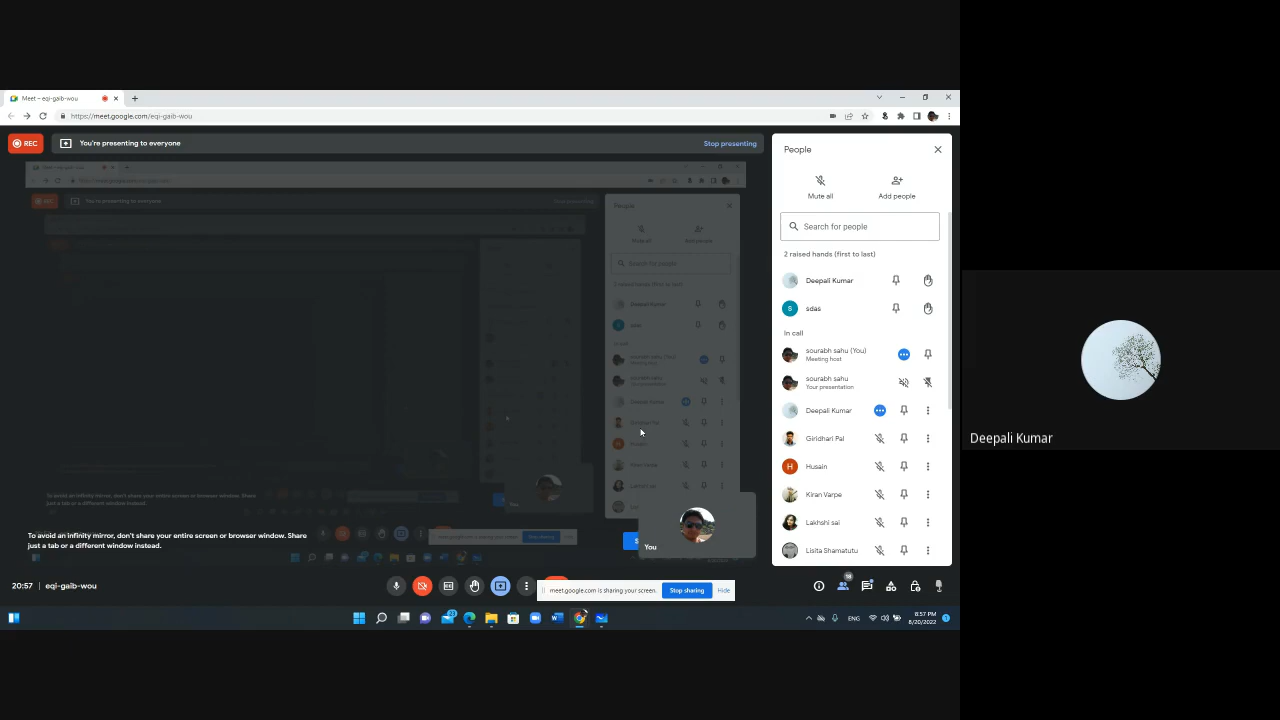 Meet – eqi-gaib-wou
https://meet.google.com/eqi-gaib-wou
REC
You're presenting to everyone
Stop presenting
People
Mute all
Add people
Search for people
2 raised hands (first to last)
Deepali Kumar
S
sdas
In call
sourabh sahu (You)
Meeting host
sourabh sahu
Your presentation
Deepali Kumar
Giridhari Pal
H
Husain
Kiran Varpe
Lakhshi sai
Lisita Shamatutu
To avoid an infinity mirror, don't share your entire screen or browser window. Share
just a tab or a different window instead.
You
20:57 | eqi-gaib-wou
meet.google.com is sharing your screen.
Stop sharing
Hide
ENG
8:57 PM
8/20/2022
Deepali Kumar